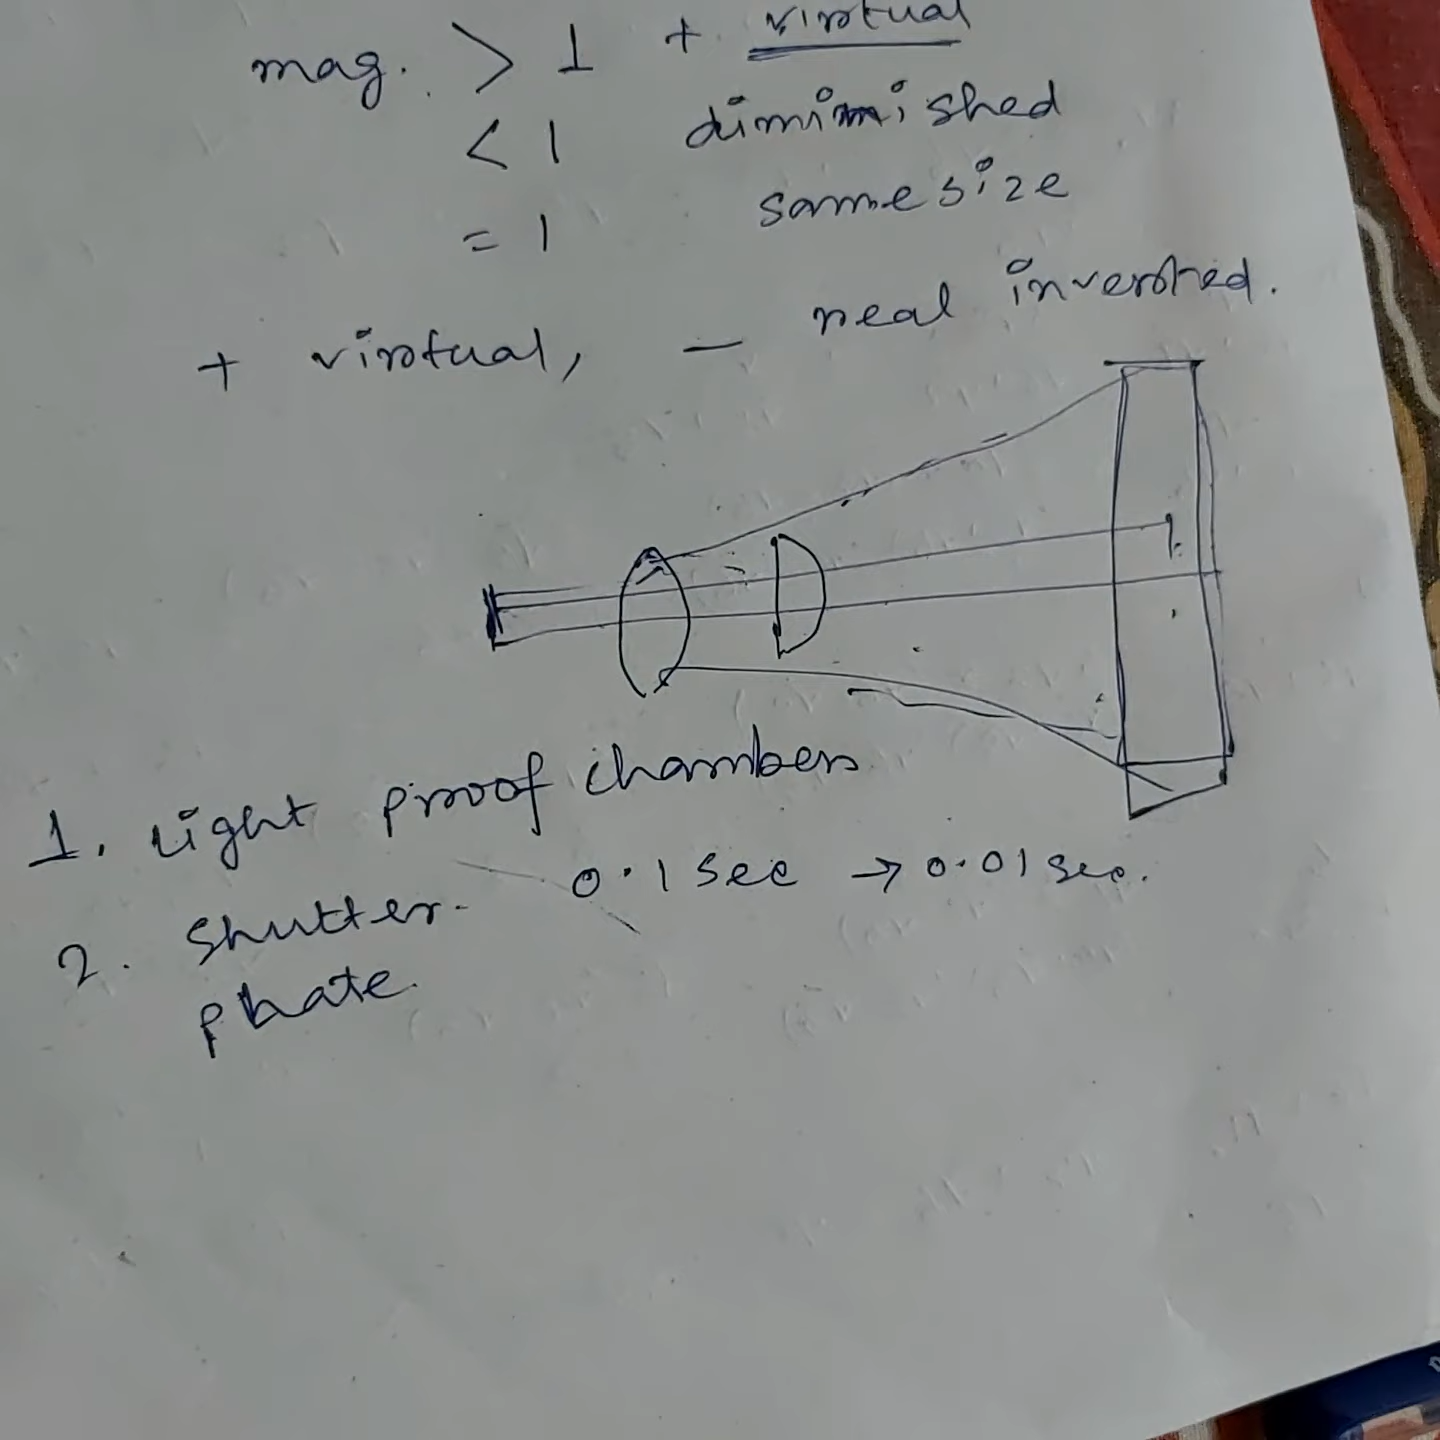 mag. > 1 + virtual
< 1 diminished
= 1 same size
+ virtual, - real inverted.
1. Light proof chambers
2. Shutter. 0.1 sec → 0.01 sec.
plate.